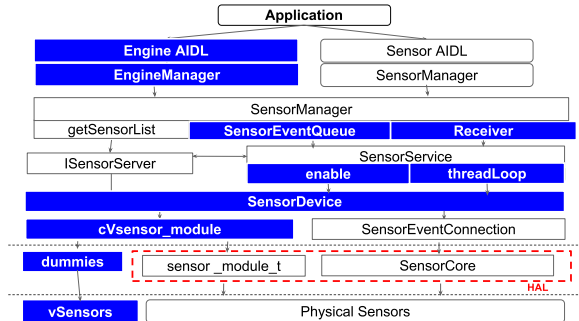 Application
Engine AIDL
Sensor AIDL
EngineManager
SensorManager
SensorManager
getSensorList
SensorEventQueue
Receiver
ISensorServer
SensorService
enable
threadLoop
SensorDevice
cVsensor_module
SensorEventConnection
dummies
sensor _module_t
SensorCore
HAL
vSensors
Physical Sensors